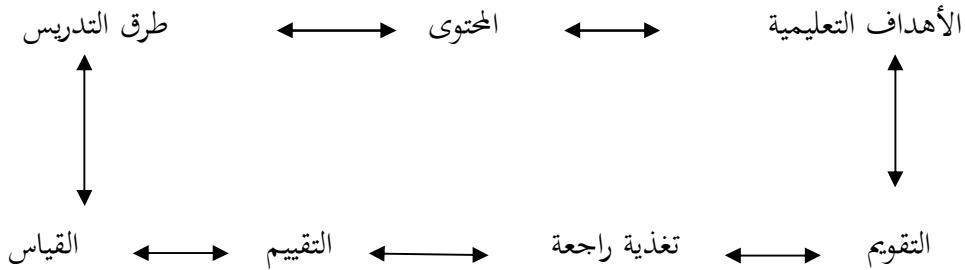 الأهداف التعليمية المحتوى طرق التدريس
التقويم تغذية راجعة التقييم القياس